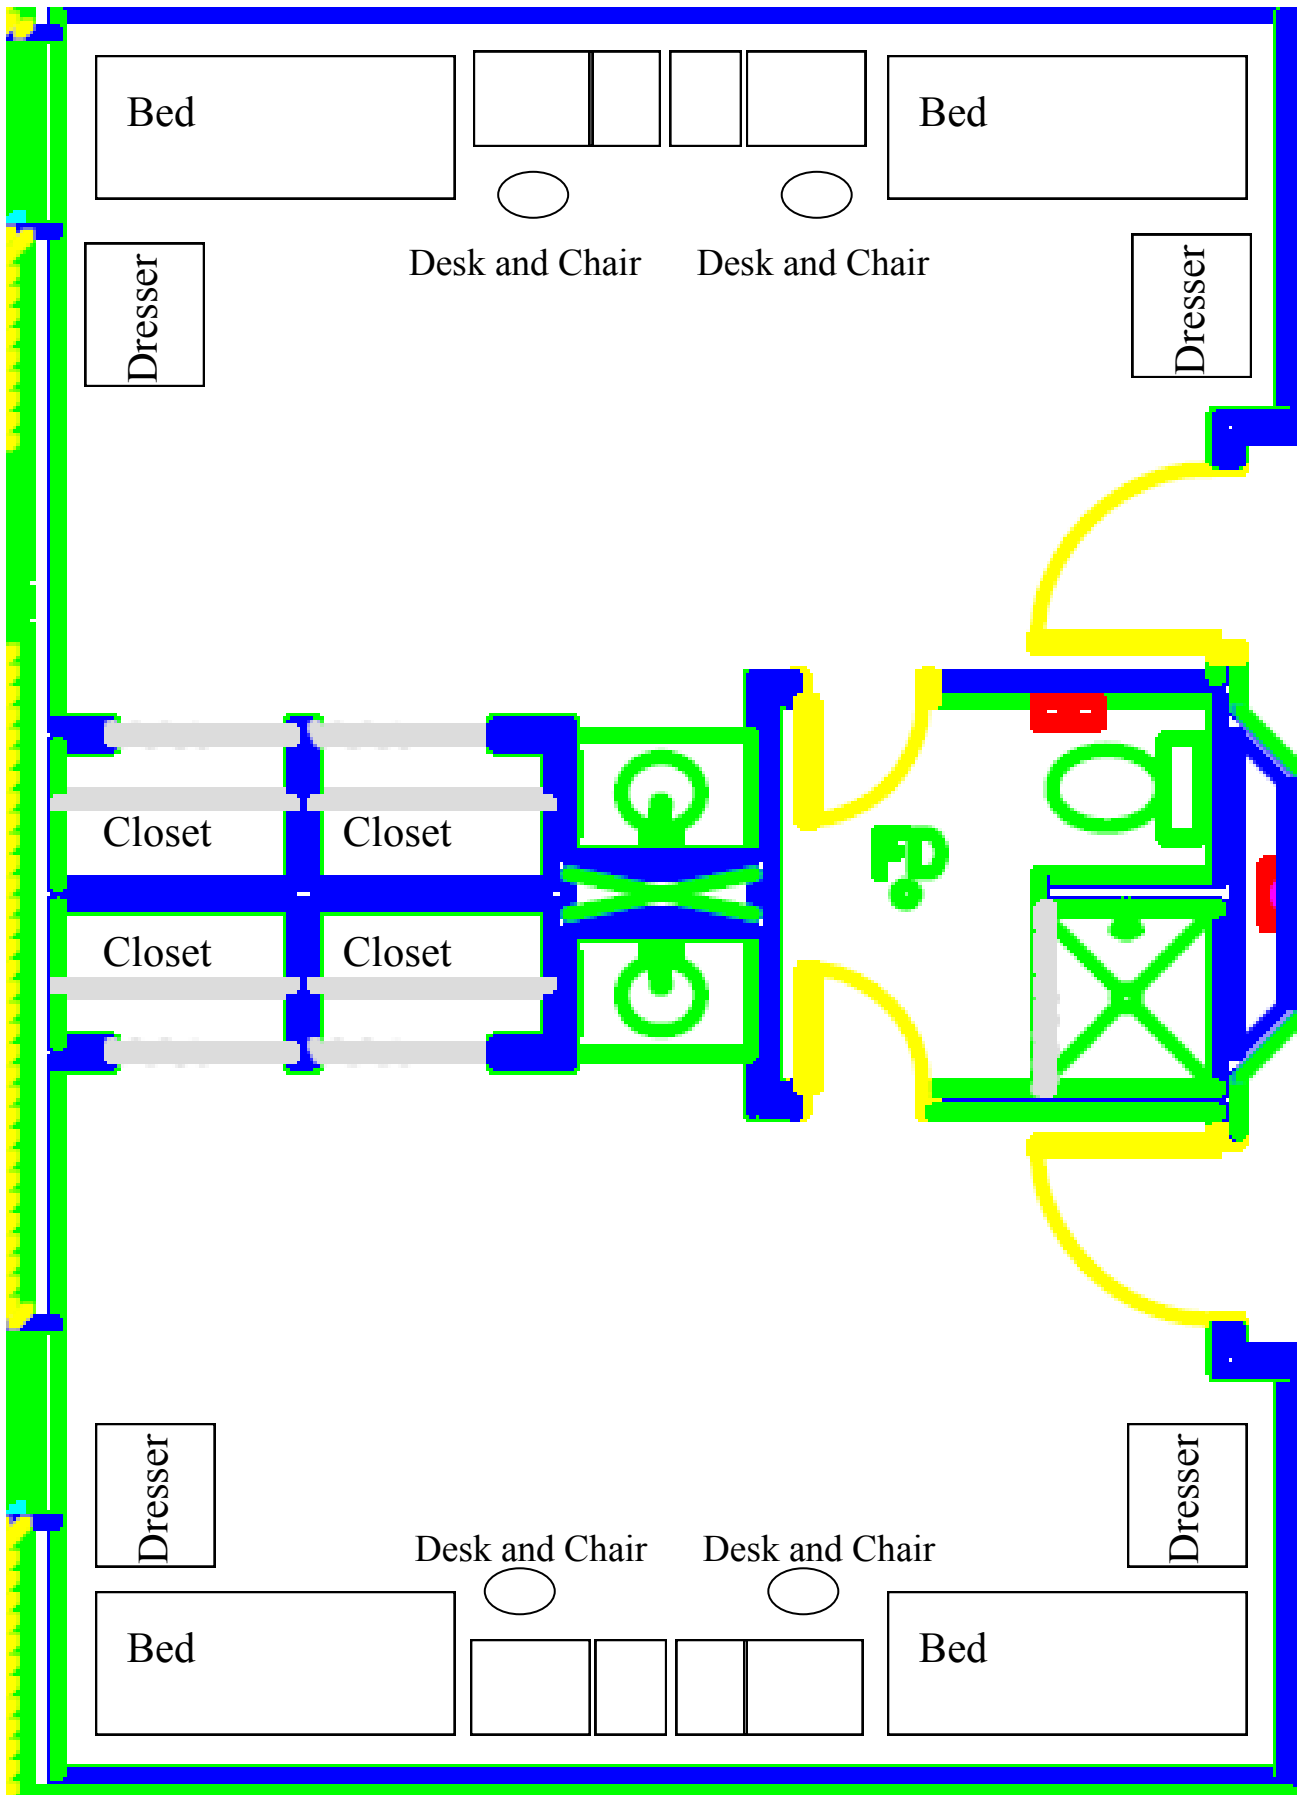 Bed
Bed
Desk and Chair
Desk and Chair
Dresser
Dresser
Closet
Closet
FD
Closet
Closet
Dresser
Dresser
Desk and Chair
Desk and Chair
Bed
Bed